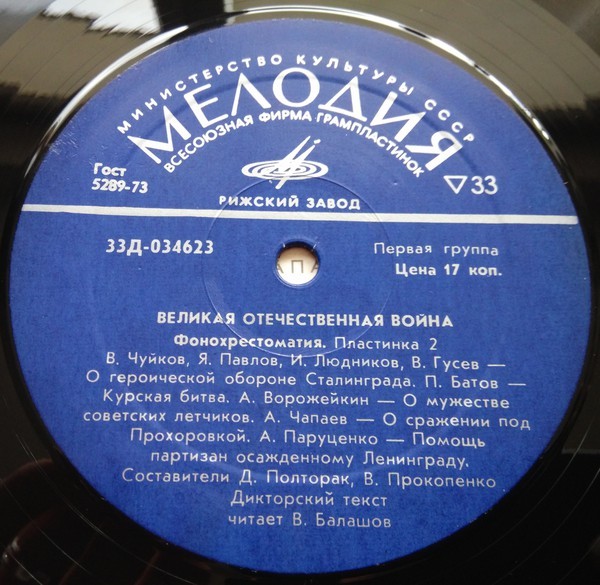 МИНИСТЕРСТВО КУЛЬТУРЫ СССР
МЕЛОДИЯ
ВСЕСОЮЗНАЯ ФИРМА ГРАМПЛАСТИНОК
Гост
5289-73
▽33
РИЖСКИЙ ЗАВОД
33Д-034623
Первая группа
Цена 17 коп.
ПА
ВЕЛИКАЯ ОТЕЧЕСТВЕННАЯ ВОЙНА
Фонохрестоматия. Пластинка 2
В. Чуйков, Я. Павлов, И. Людников, В. Гусев —
О героической обороне Сталинграда. П. Батов —
Курская битва. А. Ворожейкин — О мужестве
советских летчиков. А. Чапаев — О сражении под
Прохоровкой. А. Паруценко — Помощь
партизан осажденному Ленинграду.
Составители Д. Полторак, В. Прокопенко
Дикторский текст
читает В. Балашов